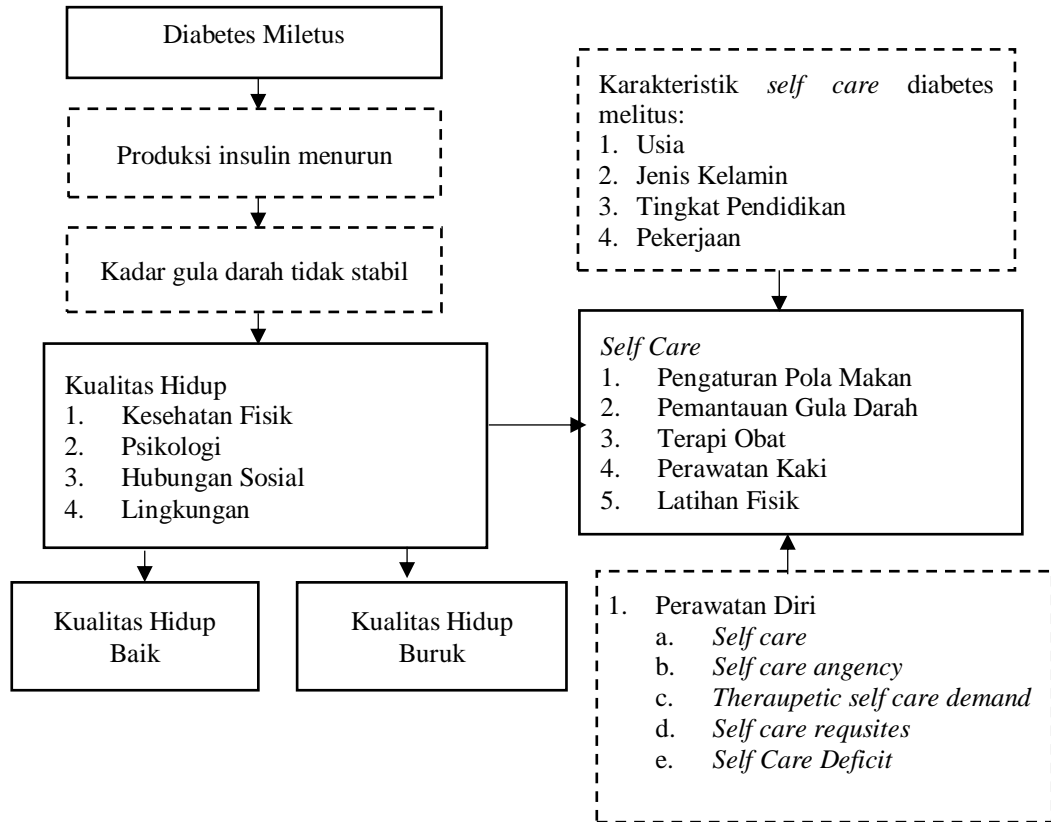 Diabetes Miletus
Produksi insulin menurun
Kadar gula darah tidak stabil
Kualitas Hidup
1. Kesehatan Fisik
2. Psikologi
3. Hubungan Sosial
4. Lingkungan
Kualitas Hidup
Baik
Kualitas Hidup
Buruk
Karakteristik self care diabetes
melitus:
1. Usia
2. Jenis Kelamin
3. Tingkat Pendidikan
4. Pekerjaan
Self Care
1. Pengaturan Pola Makan
2. Pemantauan Gula Darah
3. Terapi Obat
4. Perawatan Kaki
5. Latihan Fisik
1. Perawatan Diri
a. Self care
b. Self care angency
c. Theraupetic self care demand
d. Self care requsites
e. Self Care Deficit